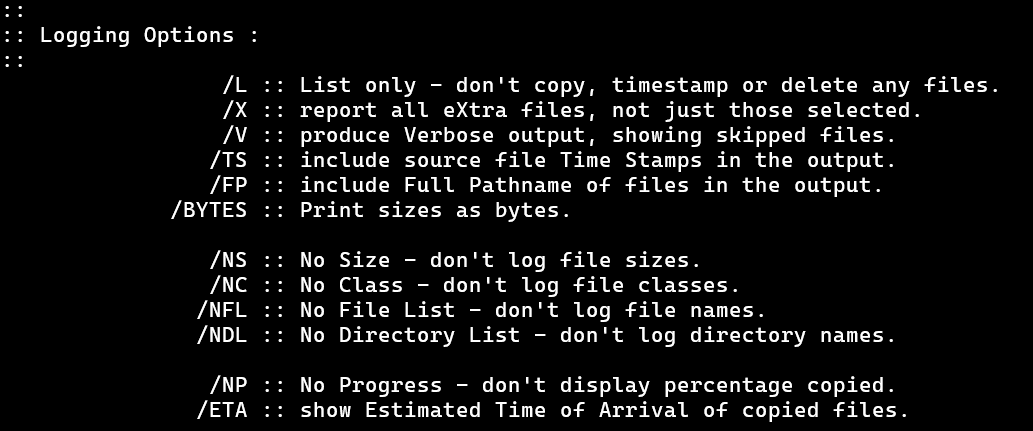 ::
:: Logging Options :
::
/L :: List only - don't copy, timestamp or delete any files.
/X :: report all eXtra files, not just those selected.
/V :: produce Verbose output, showing skipped files.
/TS :: include source file Time Stamps in the output.
/FP :: include Full Pathname of files in the output.
/BYTES :: Print sizes as bytes.
/NS :: No Size - don't log file sizes.
/NC :: No Class - don't log file classes.
/NFL :: No File List - don't log file names.
/NDL :: No Directory List - don't log directory names.
/NP :: No Progress - don't display percentage copied.
/ETA :: show Estimated Time of Arrival of copied files.